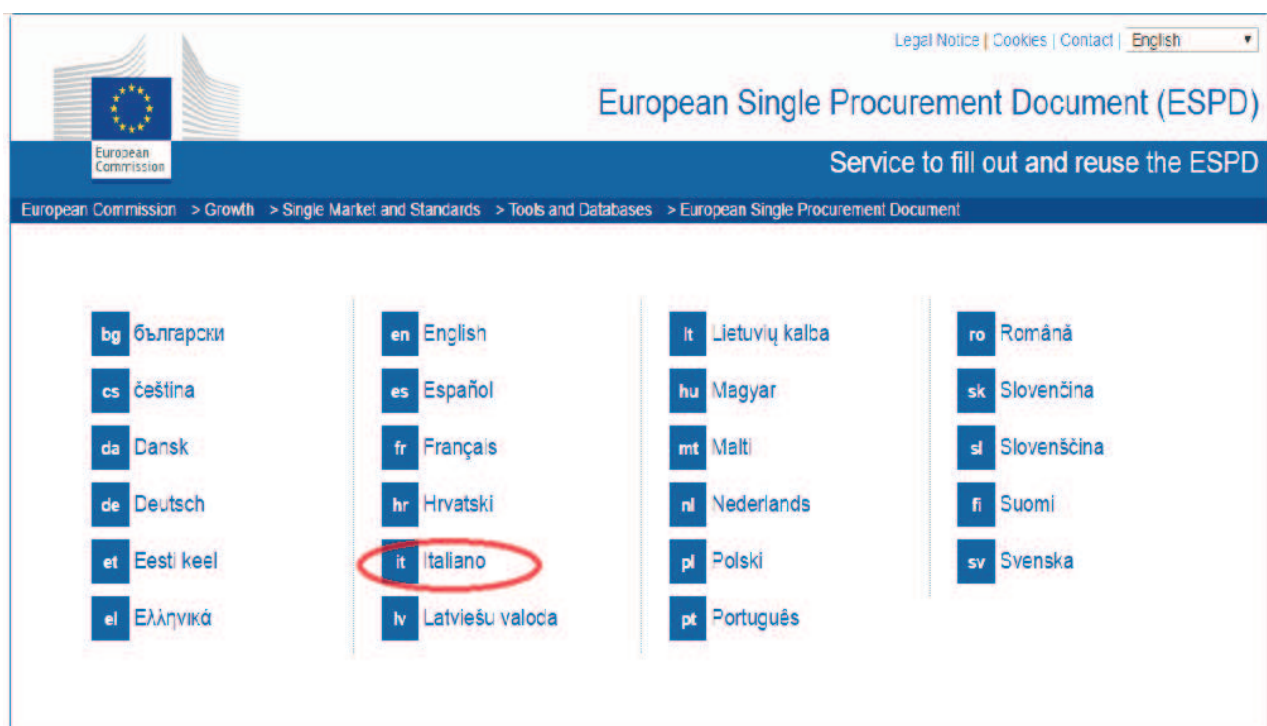 Legal Notice | Cookies | Contact | English
European Single Procurement Document (ESPD)
European
Commission
Service to fill out and reuse the ESPD
European Commission > Growth > Single Market and Standards > Tools and Databases > European Single Procurement Document
bg български
cs čeština
da Dansk
de Deutsch
et Eesti keel
el Ελληνικά
en English
es Español
fr Français
hr Hrvatski
it Italiano
lv Latviešu valoda
lt Lietuvių kalba
hu Magyar
mt Malti
nl Nederlands
pl Polski
pt Português
ro Română
sk Slovenčina
sl Slovenščina
fi Suomi
sv Svenska